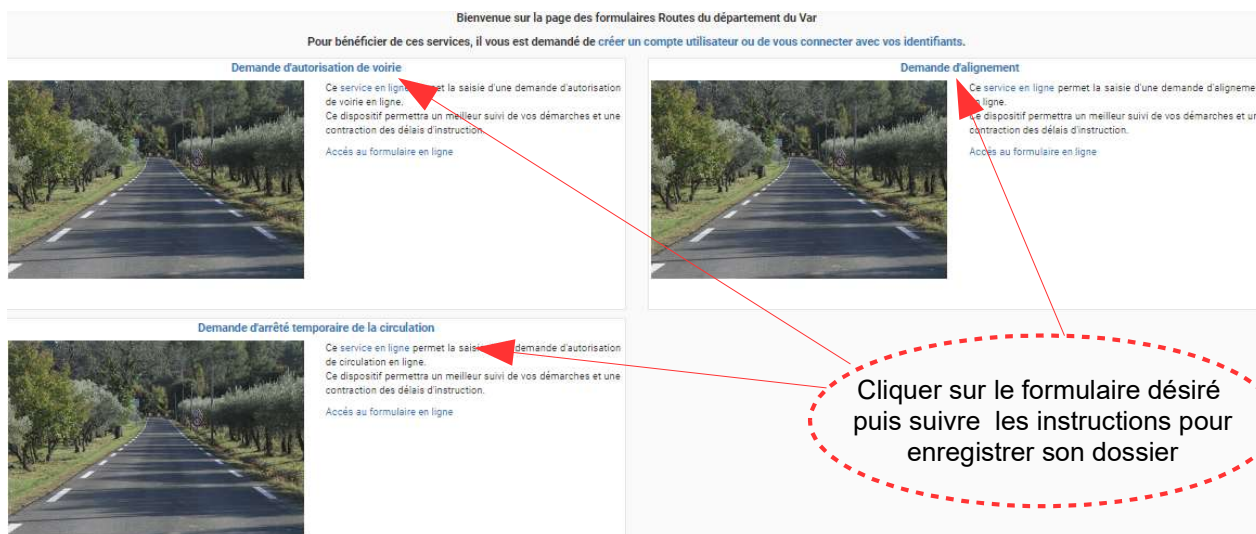 Bienvenue sur la page des formulaires Routes du département du Var
Pour bénéficier de ces services, il vous est demandé de créer un compte utilisateur ou de vous connecter avec vos identifiants.
Demande d'autorisation de voirie
Ce service en ligne permet la saisie d'une demande d'autorisation
de voirie en ligne.
Ce dispositif permettra un meilleur suivi de vos démarches et une
contraction des délais d'instruction.
Accès au formulaire en ligne
Demande d'alignement
Ce service en ligne permet la saisie d'une demande d'aligneme
en ligne.
Ce dispositif permettra un meilleur suivi de vos démarches et un
contraction des délais d'instruction.
Accès au formulaire en ligne
Demande d'arrêté temporaire de la circulation
Ce service en ligne permet la saisie demande d'autorisation
de circulation en ligne.
Ce dispositif permettra un meilleur suivi de vos démarches et une
contraction des délais d'instruction.
Accès au formulaire en ligne
Cliquer sur le formulaire désiré
puis suivre les instructions pour
enregistrer son dossier